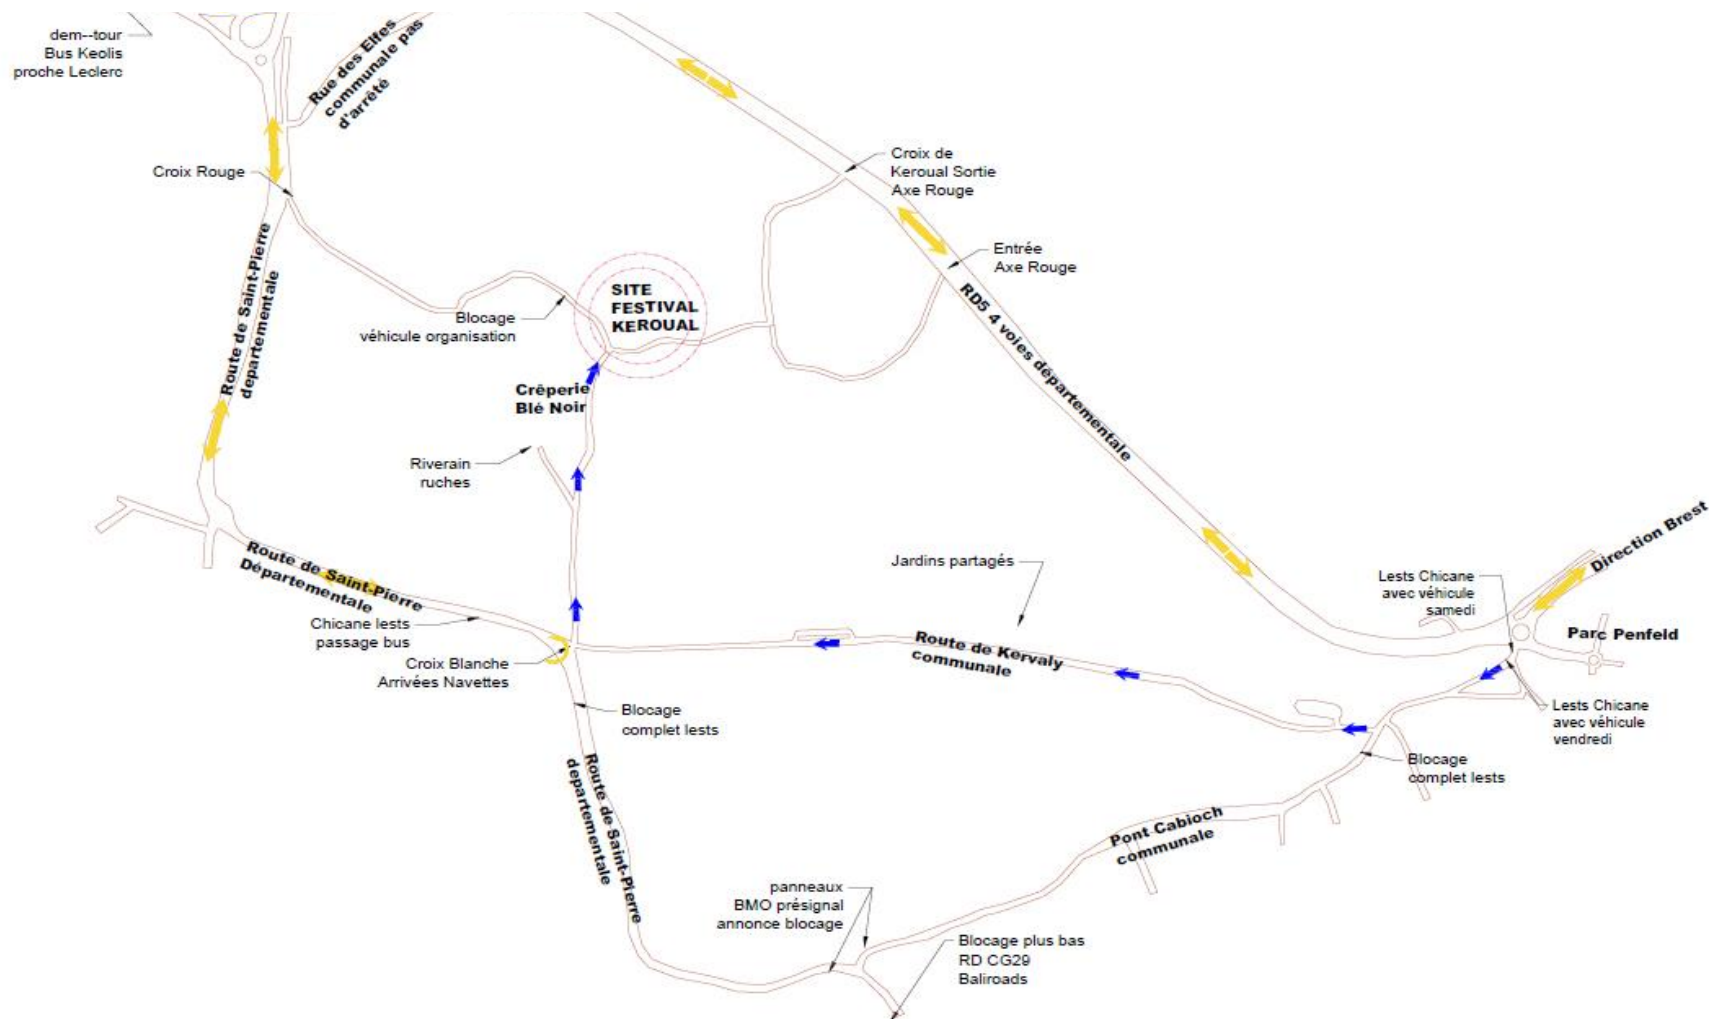 dem--tour
Bus Keolis
proche Leclerc
Rue des Elfes
communale pas
d'arrêté
Croix Rouge
Croix de
Keroual Sortie
Axe Rouge
Entrée
Axe Rouge
Route de Saint-Pierre
departementale
SITE
FESTIVAL
KEROUAL
Blocage
véhicule organisation
RD5 4 voies départementale
Crêperie
Blé Noir
Riverain
ruches
Route de Saint-Pierre
Départementale
Jardins partagés
Direction Brest
Lests Chicane
avec véhicule
samedi
Chicane lests
passage bus
Parc Penfeld
Croix Blanche
Arrivées Navettes
Route de Kervaly
communale
Blocage
complet lests
Lests Chicane
avec véhicule
vendredi
Blocage
complet lests
Route de Saint-Pierre
departementale
Pont Cabioch
communale
panneaux
BMO présignal
annonce blocage
Blocage plus bas
RD CG29
Baliroads